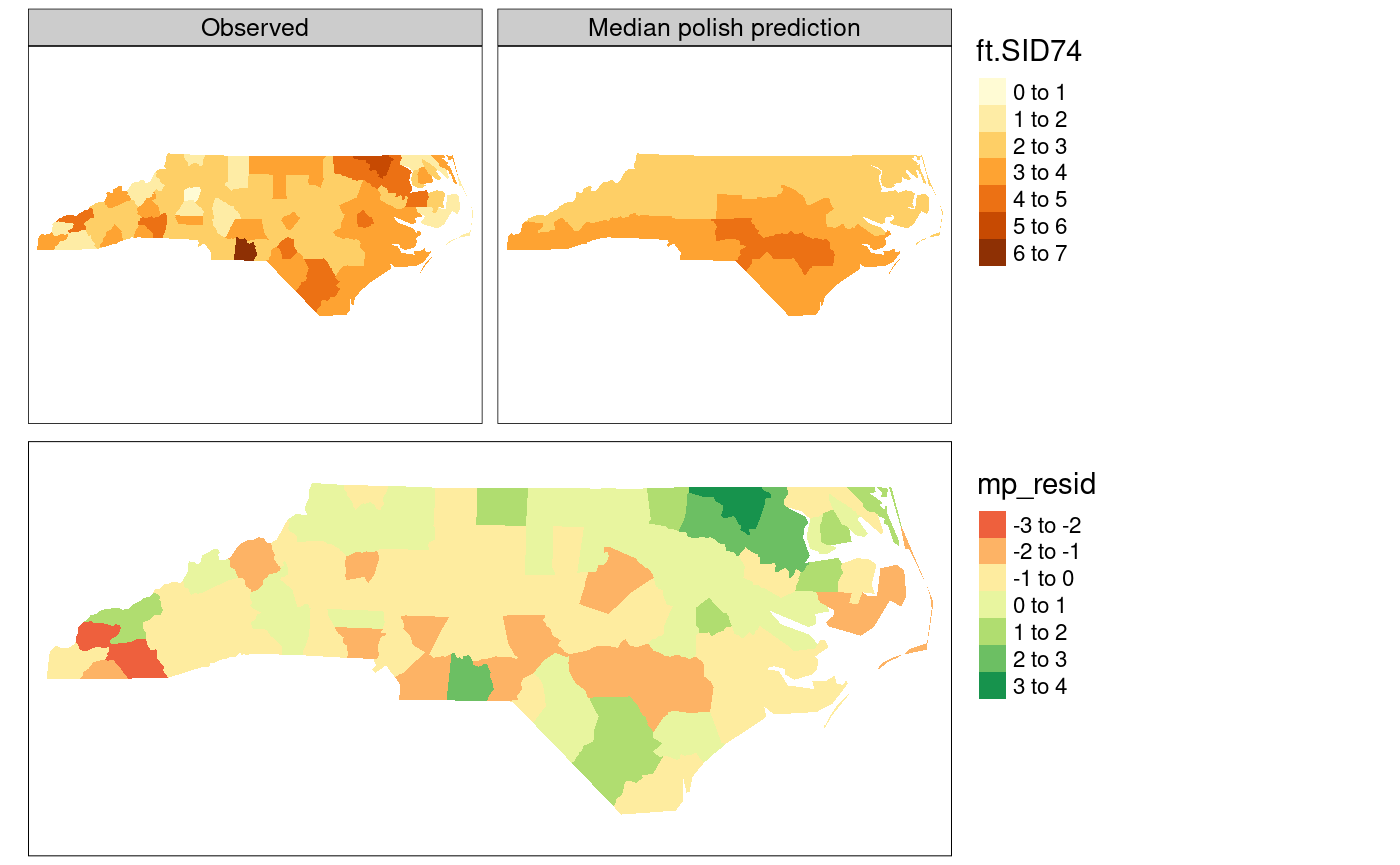 Observed
Median polish prediction
ft.SID74
0 to 1
1 to 2
2 to 3
3 to 4
4 to 5
5 to 6
6 to 7
mp_resid
-3 to -2
-2 to -1
-1 to 0
0 to 1
1 to 2
2 to 3
3 to 4